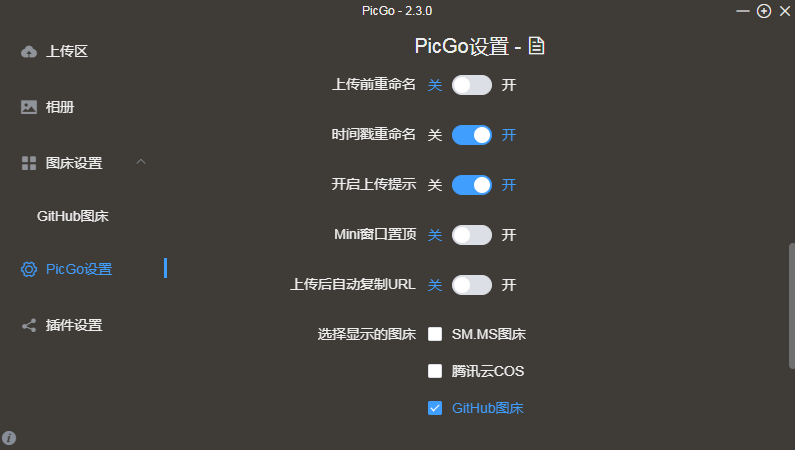 PicGo - 2.3.0
上传区
相册
图床设置
GitHub图床
PicGo设置
插件设置
PicGo设置 -
上传前重命名 关 开
时间戳重命名 关 开
开启上传提示 关 开
Mini窗口置顶 关 开
上传后自动复制URL 关 开
选择显示的图床 SM.MS图床
腾讯云COS
GitHub图床